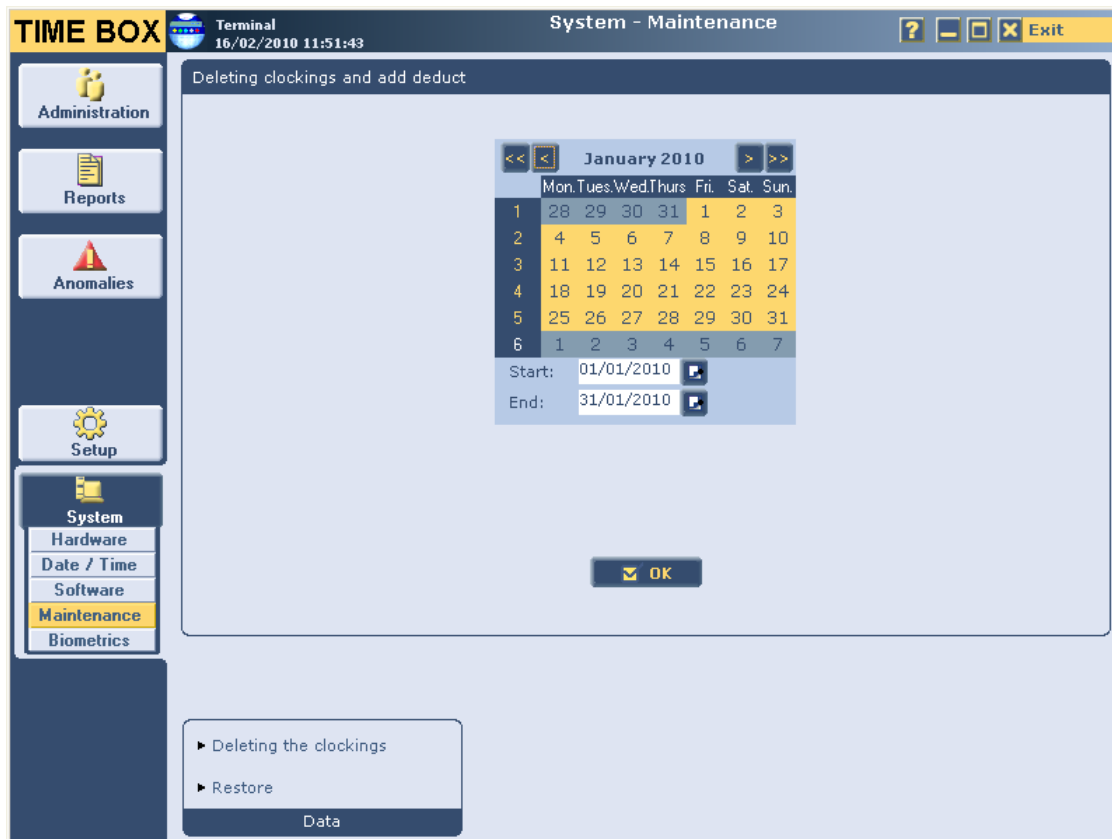 TIME BOX
Terminal
16/02/2010 11:51:43
System - Maintenance
? Exit
Administration
Reports
Anomalies
Setup
System
Hardware
Date / Time
Software
Maintenance
Biometrics
Deleting clockings and add deduct
<< < January 2010 > >>
Mon. Tues. Wed. Thurs Fri. Sat. Sun.
1 28 29 30 31 1 2 3
2 4 5 6 7 8 9 10
3 11 12 13 14 15 16 17
4 18 19 20 21 22 23 24
5 25 26 27 28 29 30 31
6 1 2 3 4 5 6 7
Start: 01/01/2010
End: 31/01/2010
OK
Deleting the clockings
Restore
Data